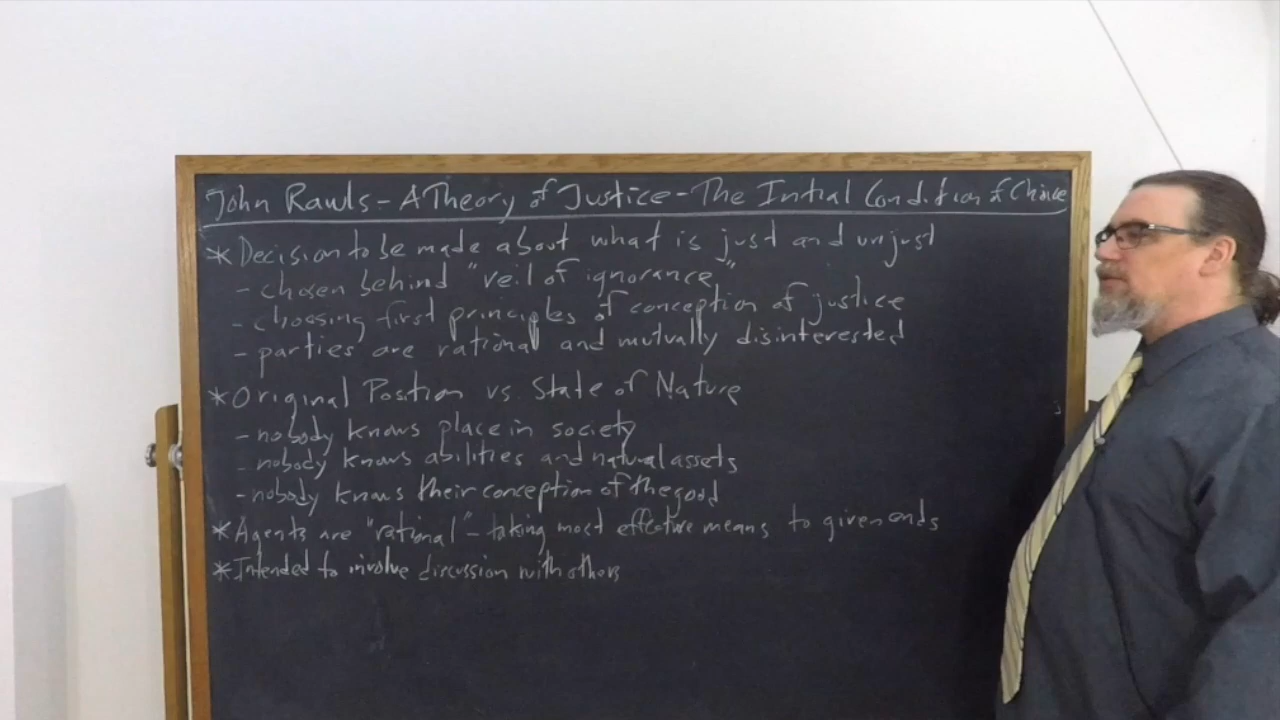 John Rawls - A Theory of Justice - The Initial Condition of Choice
* Decision to be made about what is just and unjust
- chosen behind "veil of ignorance"
- choosing first principles of conception of justice
- parties are rational and mutually disinterested
* Original Position vs. State of Nature
- nobody knows place in society
- nobody knows abilities and natural assets
- nobody knows their conception of the good
* Agents are "rational" - taking most effective means to given ends
* Intended to involve discussion with others